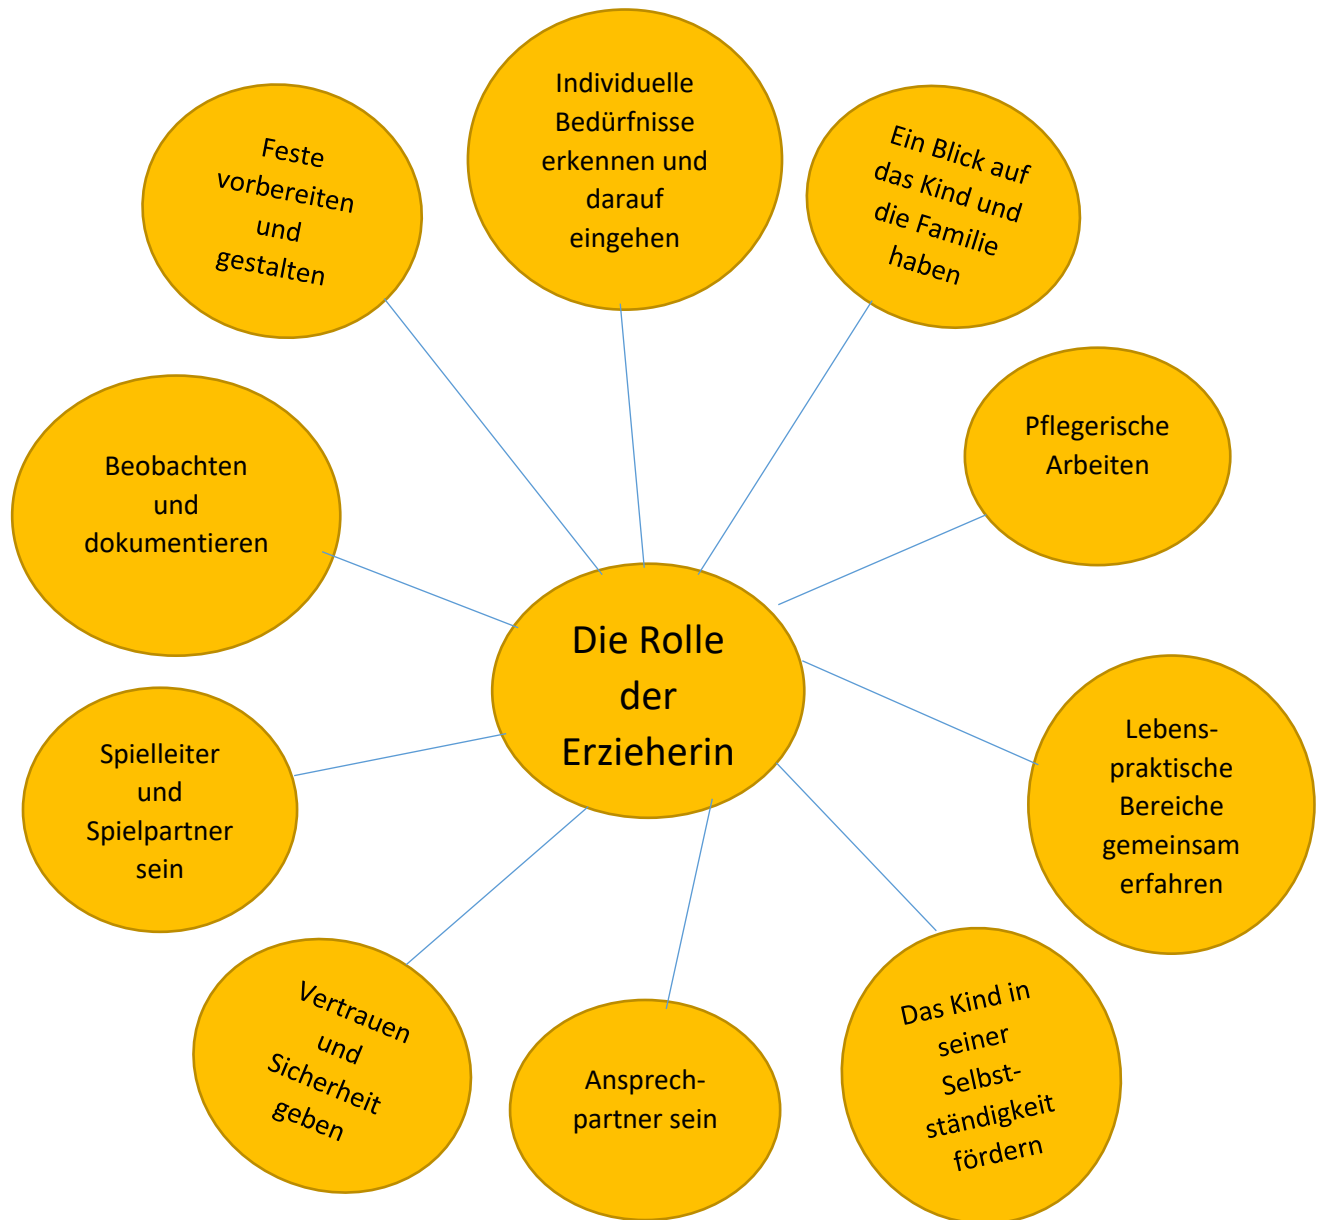 Individuelle
Bedürfnisse
erkennen und
darauf
eingehen
Feste
vorbereiten
und
gestalten
Ein Blick auf
das Kind und
die Familie
haben
Pflegerische
Arbeiten
Beobachten
und
dokumentieren
Die Rolle
der
Erzieherin
Lebens-
praktische
Bereiche
gemeinsam
erfahren
Spielleiter
und
Spielpartner
sein
Vertrauen
und
Sicherheit
geben
Ansprech-
partner sein
Das Kind in
seiner
Selbst-
ständigkeit
fördern